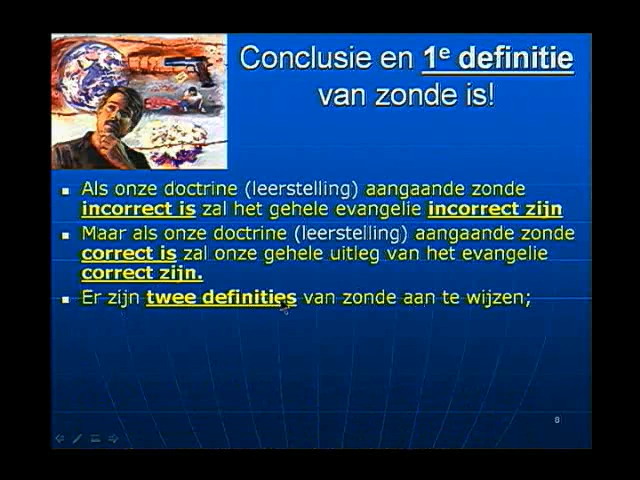 Conclusie en 1e definitie
van zonde is!
Als onze doctrine (leerstelling) aangaande zonde
incorrect is zal het gehele evangelie incorrect zijn
Maar als onze doctrine (leerstelling) aangaande zonde
correct is zal onze gehele uitleg van het evangelie
correct zijn.
Er zijn twee definities van zonde aan te wijzen;
8